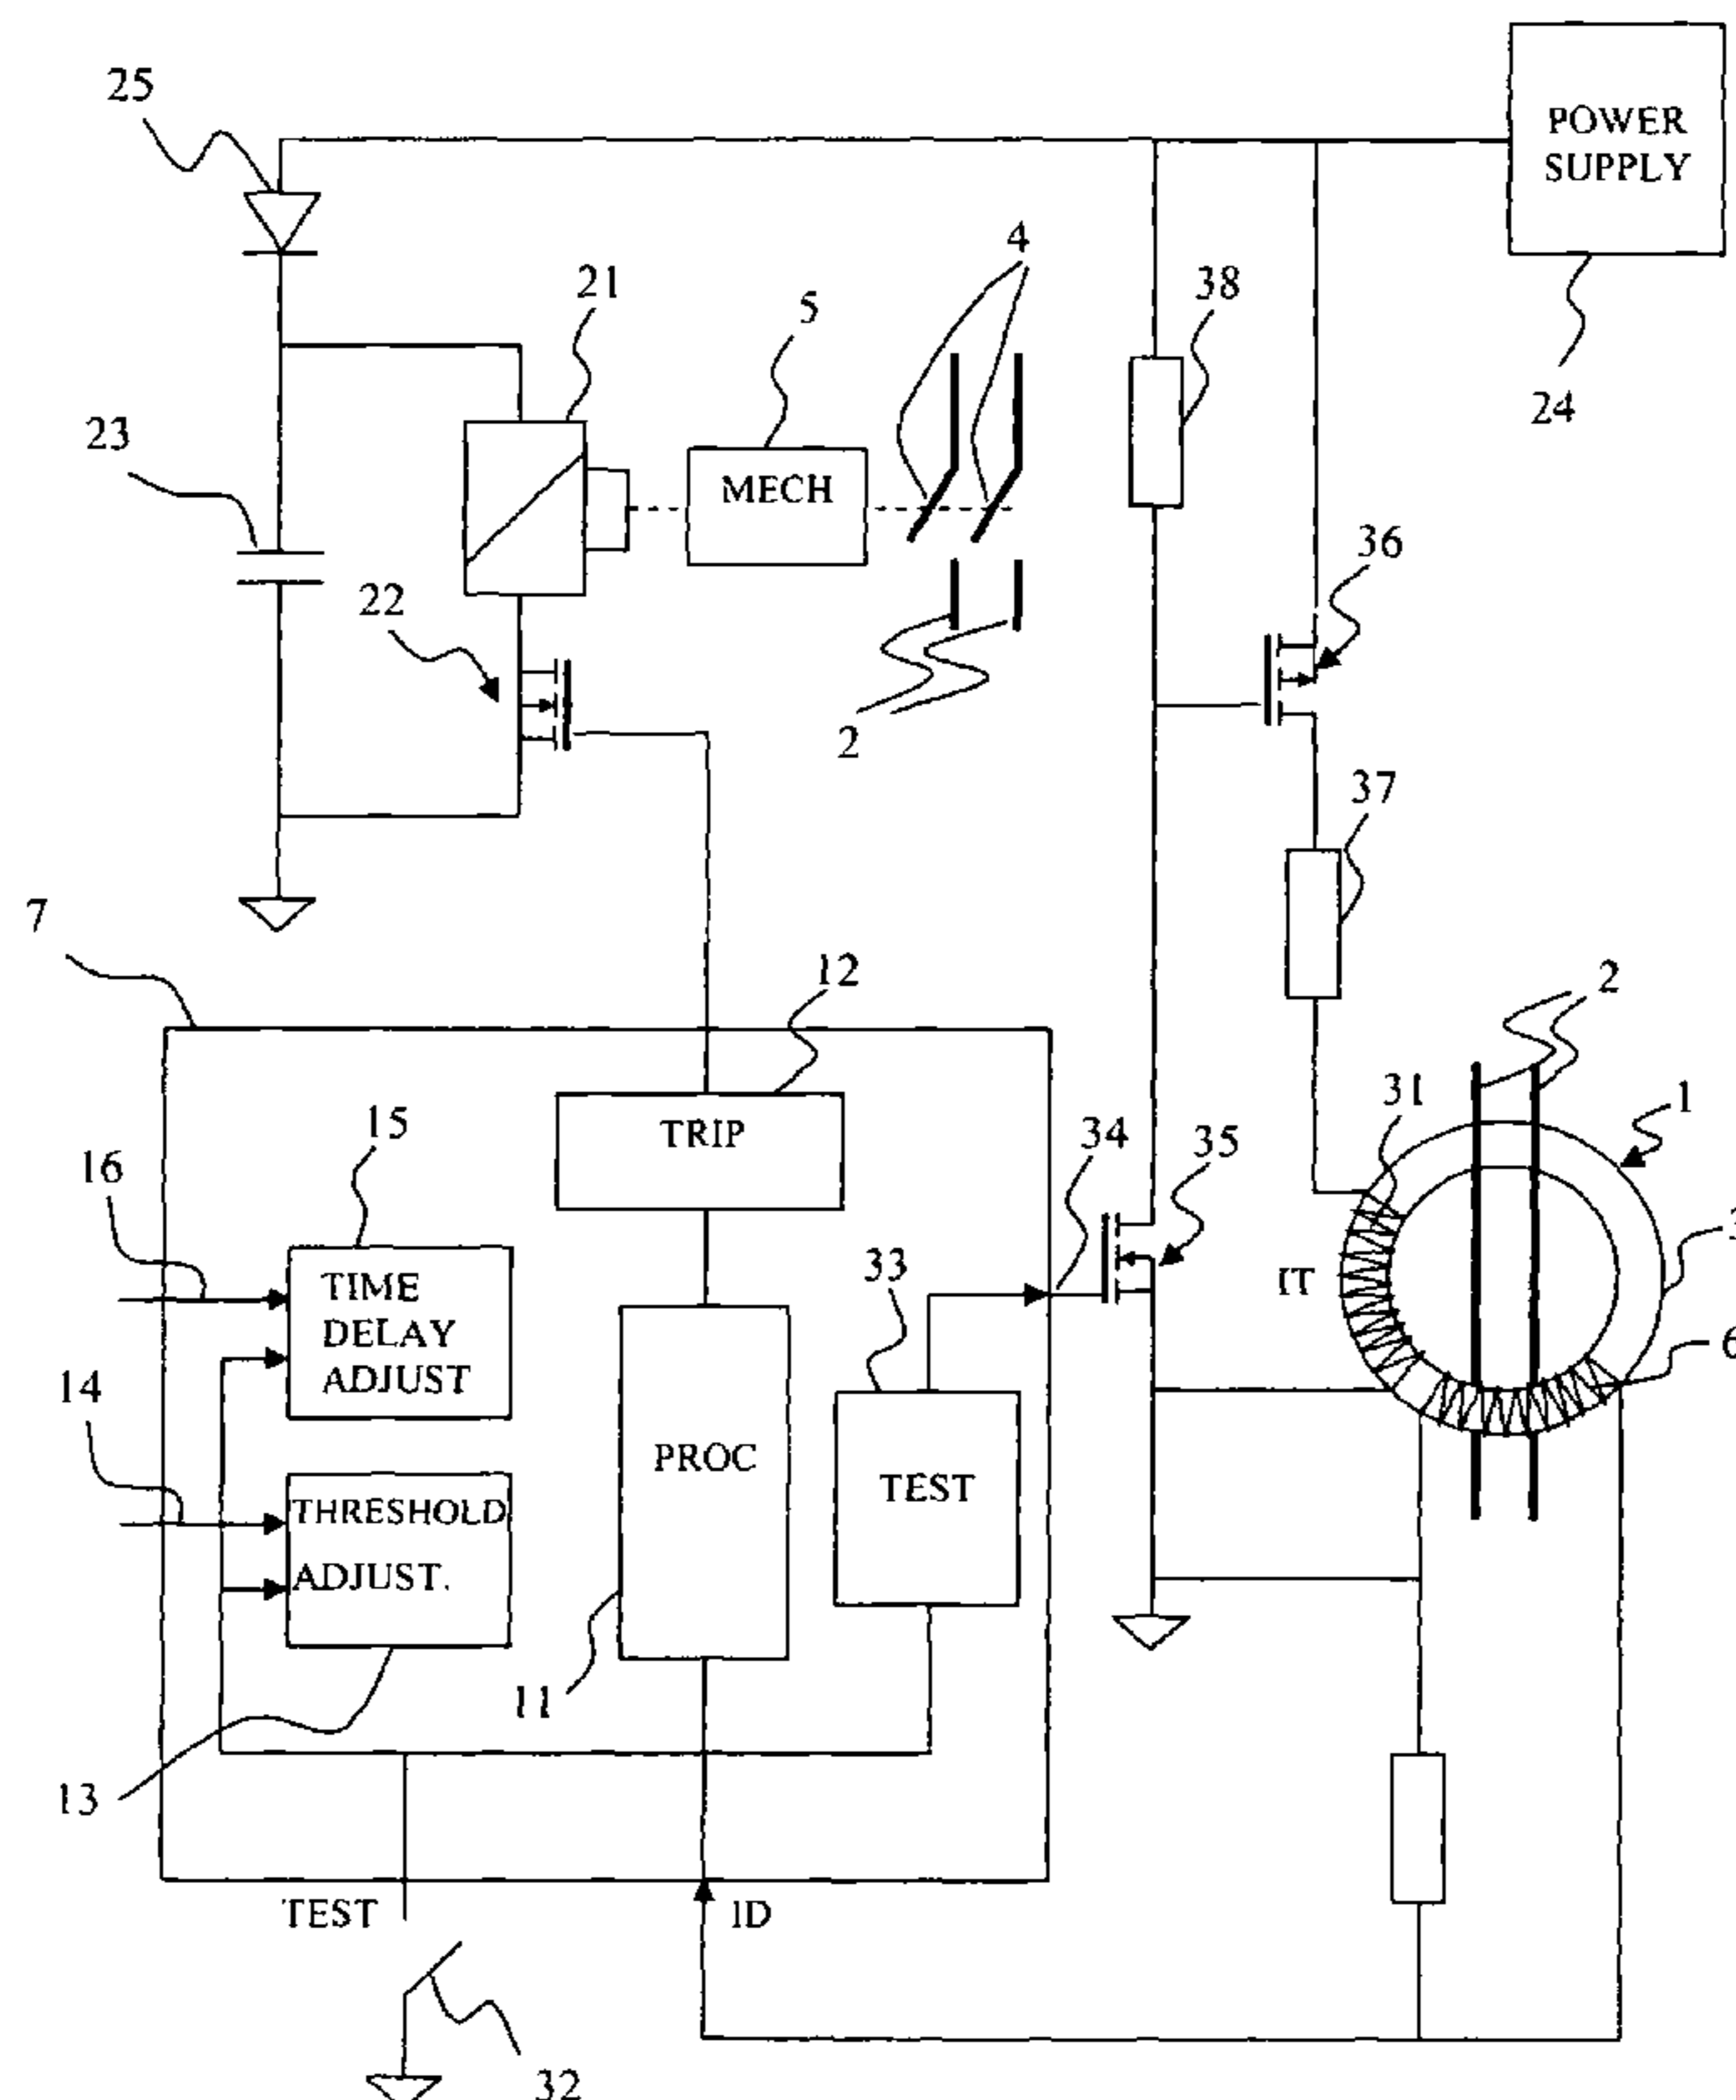 25
POWER
SUPPLY
4
21
5
38
24
23
MECH
36
22
2
37
7
12
2
31
1
15
TRIP
34
35
16
3
33
TIME
DELAY
ADJUST
IT
6
14
PROC
TEST
THRESHOLD
ADJUST.
11
13
TEST
ID
32